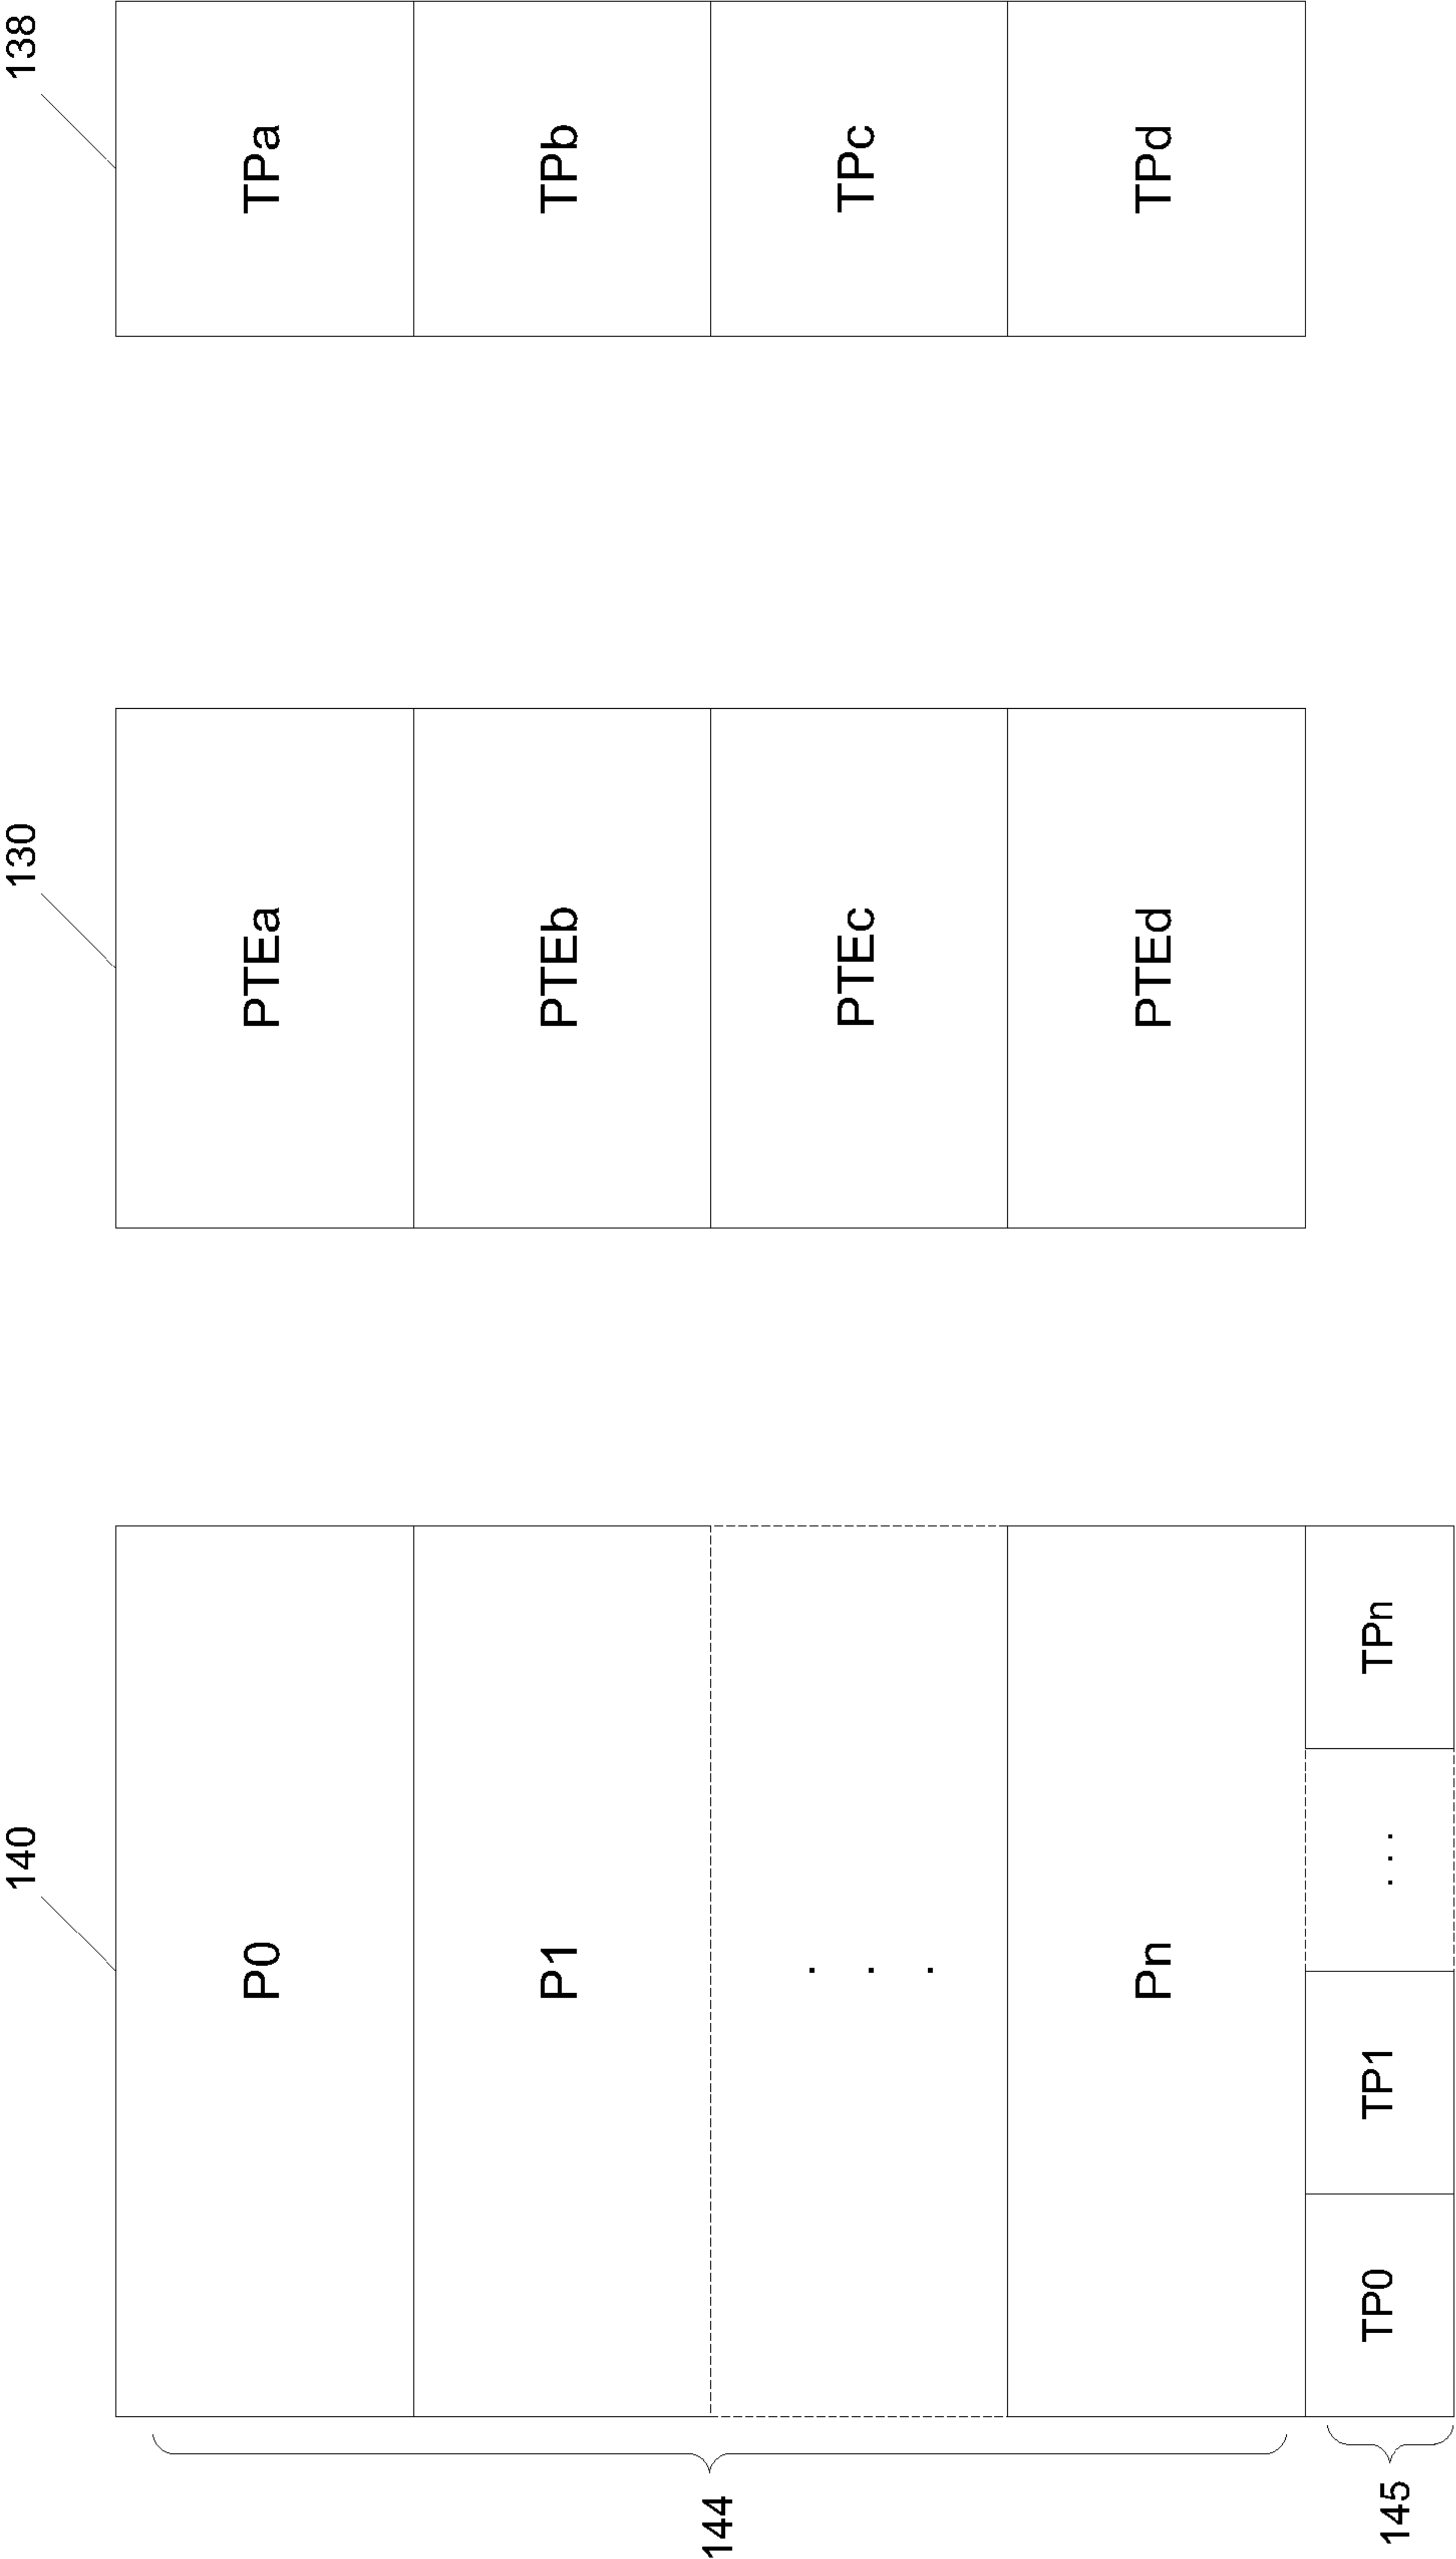 140
144
P0
P1
. . .
Pn
145
TP0
TP1
. . .
TPn
130
PTEa
PTEb
PTEc
PTEd
138
TPa
TPb
TPc
TPd